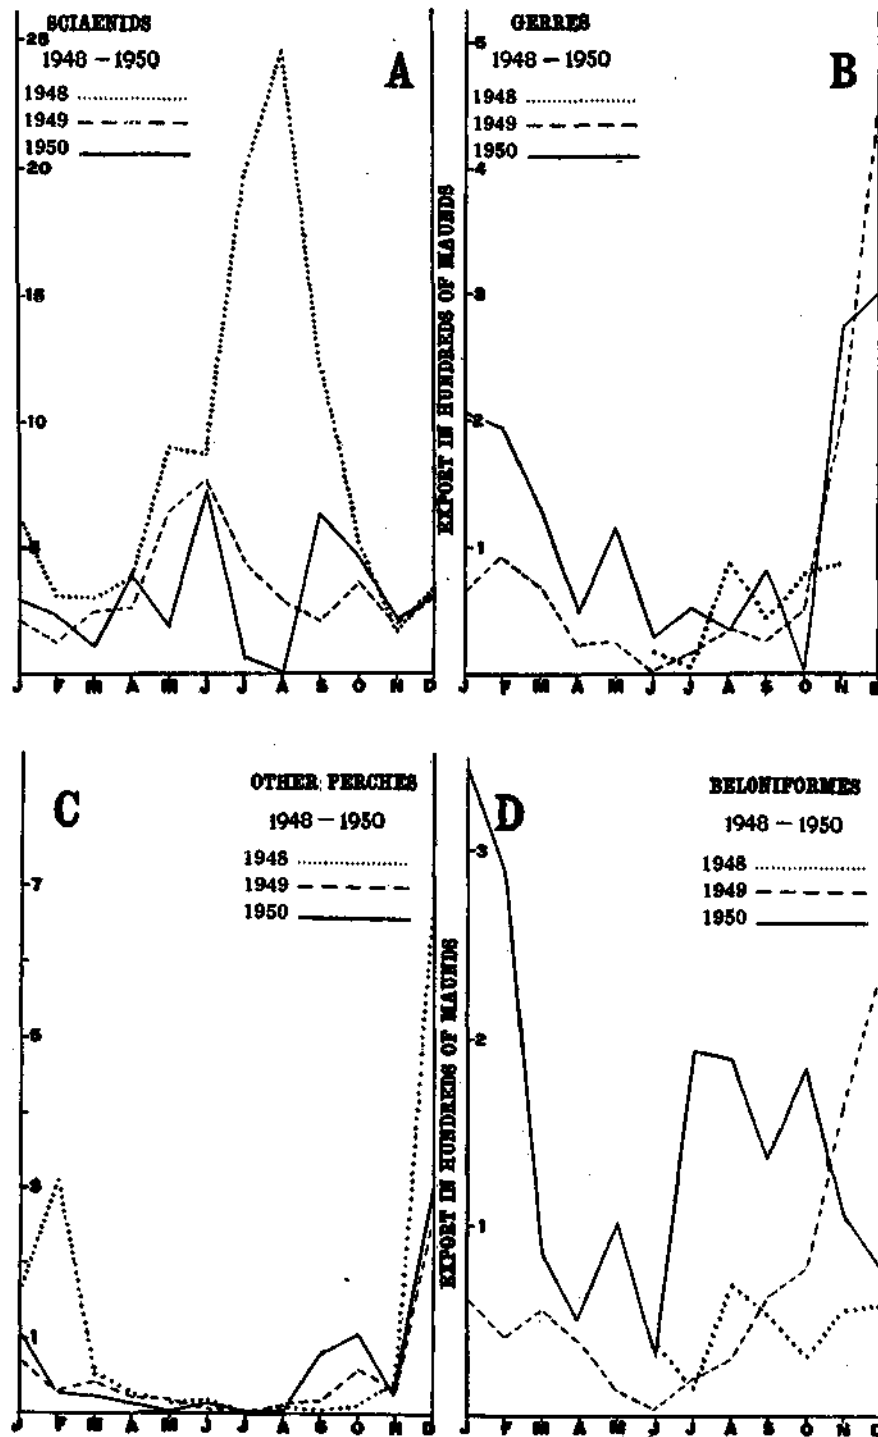 SCIAENIDS
1948 – 1950
A
1948
1949
1950
25
20
15
10
5
J F M A M J J A S O N D
GERRES
1948 – 1950
B
1948
1949
1950
5
4
3
2
1
J F M A M J J A S O N D
EXPORT IN HUNDREDS OF MAUNDS
C
OTHER PERCHES
1948 – 1950
1948
1949
1950
7
5
3
1
J F M A M J J A S O N D
EXPORT IN HUNDREDS OF MAUNDS
D
BELONIFORMES
1948 – 1950
1948
1949
1950
3
2
1
J F M A M J J A S O N D